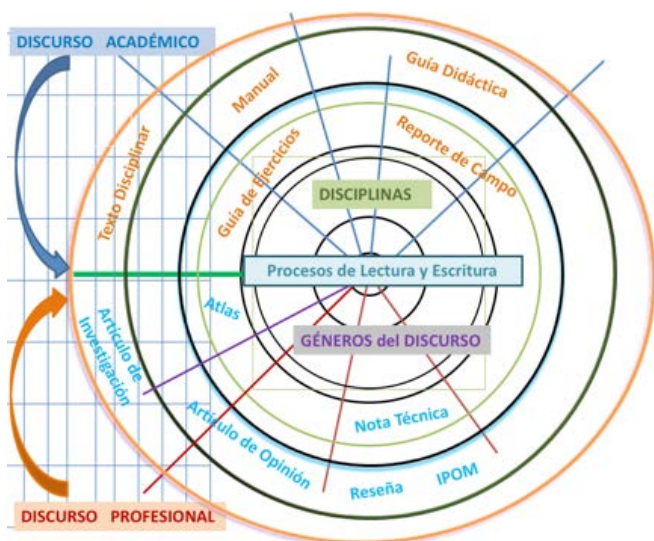 DISCURSO ACADÉMICO
Manual
Guía Didáctica
Texto Disciplinar
Guía de Ejercicios
Reporte de Campo
DISCIPLINAS
Procesos de Lectura y Escritura
Atlas
Artículo de
Investigación
GÉNEROS del DISCURSO
Artículo de Opinión
Nota Técnica
Reseña
IPOM
DISCURSO PROFESIONAL